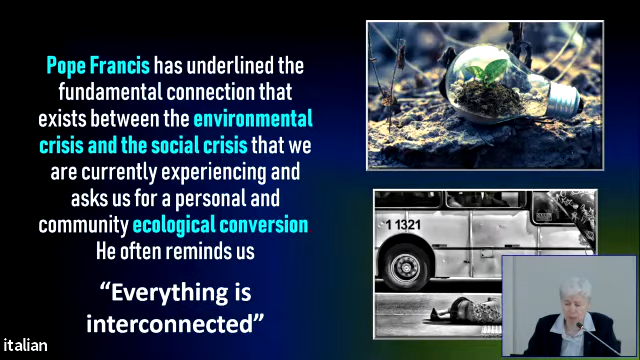 Pope Francis has underlined the
fundamental connection that
exists between the environmental
crisis and the social crisis that we
are currently experiencing and
asks us for a personal and
community ecological conversion
He often reminds us
“Everything is
interconnected”
1 1321
italian